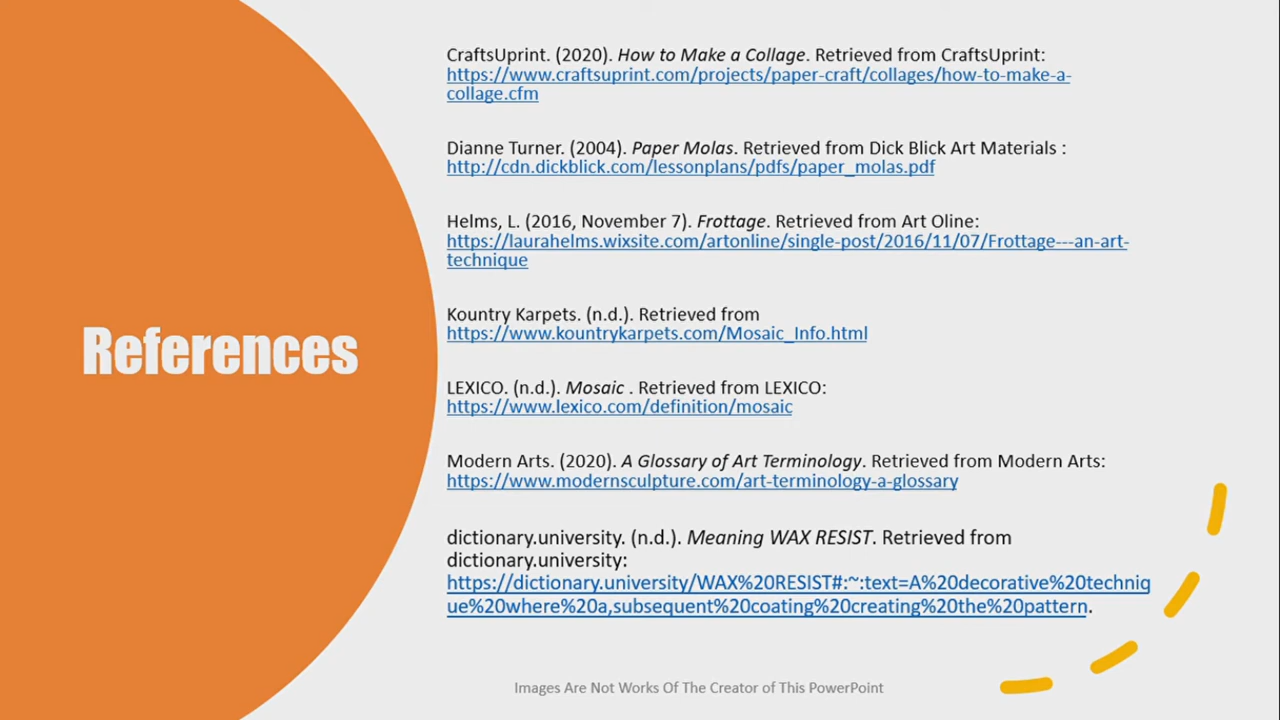 References
CraftsUprint. (2020). How to Make a Collage. Retrieved from CraftsUprint:
https://www.craftsuprint.com/projects/paper-craft/collages/how-to-make-a-
collage.cfm
Dianne Turner. (2004). Paper Molas. Retrieved from Dick Blick Art Materials :
http://cdn.dickblick.com/lessonplans/pdfs/paper_molas.pdf
Helms, L. (2016, November 7). Frottage. Retrieved from Art Oline:
https://laurahelms.wixsite.com/artonline/single-post/2016/11/07/Frottage---an-art-
technique
Kountry Karpets. (n.d.). Retrieved from
https://www.kountrykarpets.com/Mosaic_Info.html
LEXICO. (n.d.). Mosaic . Retrieved from LEXICO:
https://www.lexico.com/definition/mosaic
Modern Arts. (2020). A Glossary of Art Terminology. Retrieved from Modern Arts:
https://www.modernsculpture.com/art-terminology-a-glossary
dictionary.university. (n.d.). Meaning WAX RESIST. Retrieved from
dictionary.university:
https://dictionary.university/WAX%20RESIST#:~:text=A%20decorative%20techniq
ue%20where%20a,subsequent%20coating%20creating%20the%20pattern.
Images Are Not Works Of The Creator of This PowerPoint